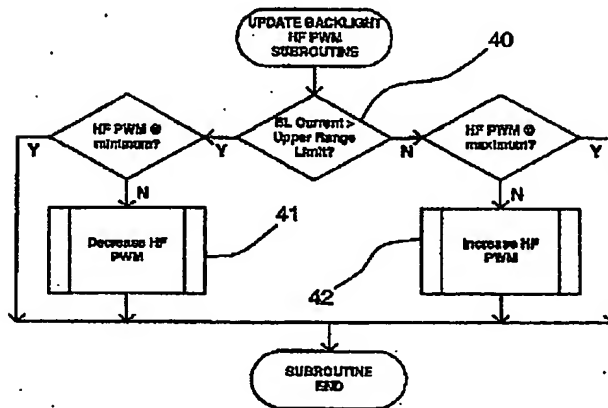 UPDATE BACKLIGHT
HF PWM
SUBROUTINE
40
HF PWM @
minimum?
BL Current >
Upper Range
Limit?
HF PWM @
maximum?
Y
Y
N
Y
N
N
Decrease HF
PWM
41
Increase HF
PWM
42
SUBROUTINE
END